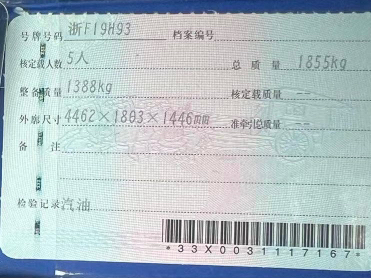 号牌号码 浙F19H93 档案编号
核定载人数 5人 总质量 1855kg
整备质量 1388kg 核定载质量 --
外廓尺寸 4462×1803×1446mm 准牵引总质量 --
备注
检验记录 汽油
*33X0031117167*